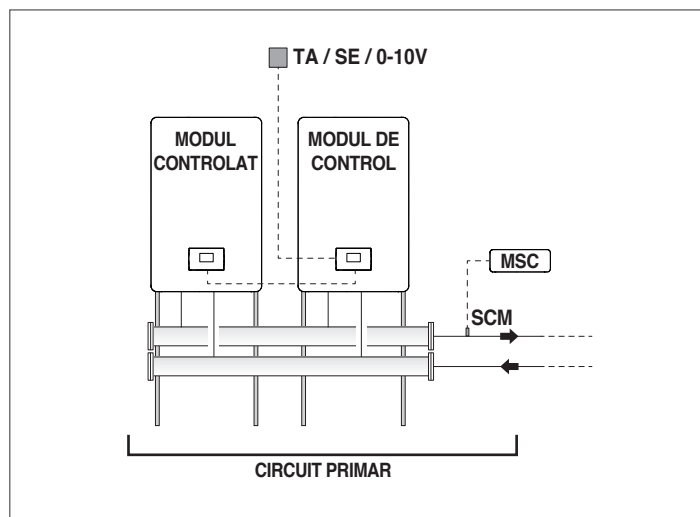 TA / SE / 0-10V
MODUL
CONTROLAT
MODUL DE
CONTROL
MSC
SCM
CIRCUIT PRIMAR